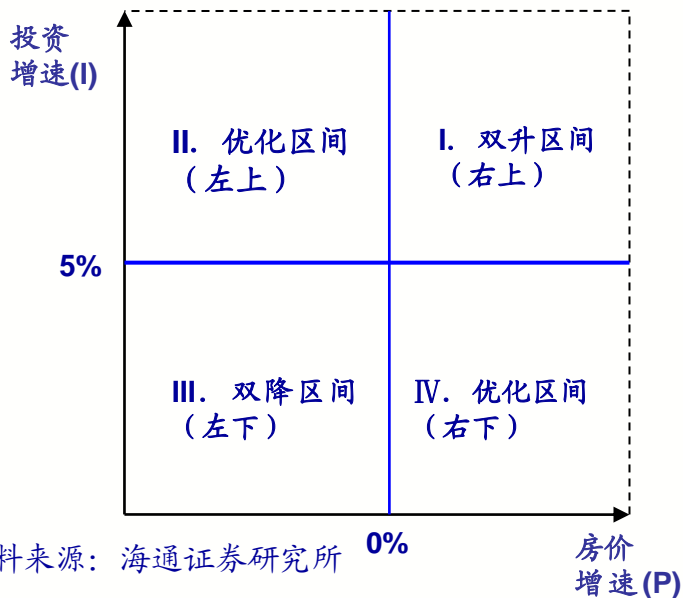 投资
增速(I)
II. 优化区间
（左上）
I. 双升区间
（右上）
5%
III. 双降区间
（左下）
Ⅳ. 优化区间
（右下）
料来源：海通证券研究所
0%
房价
增速(P)